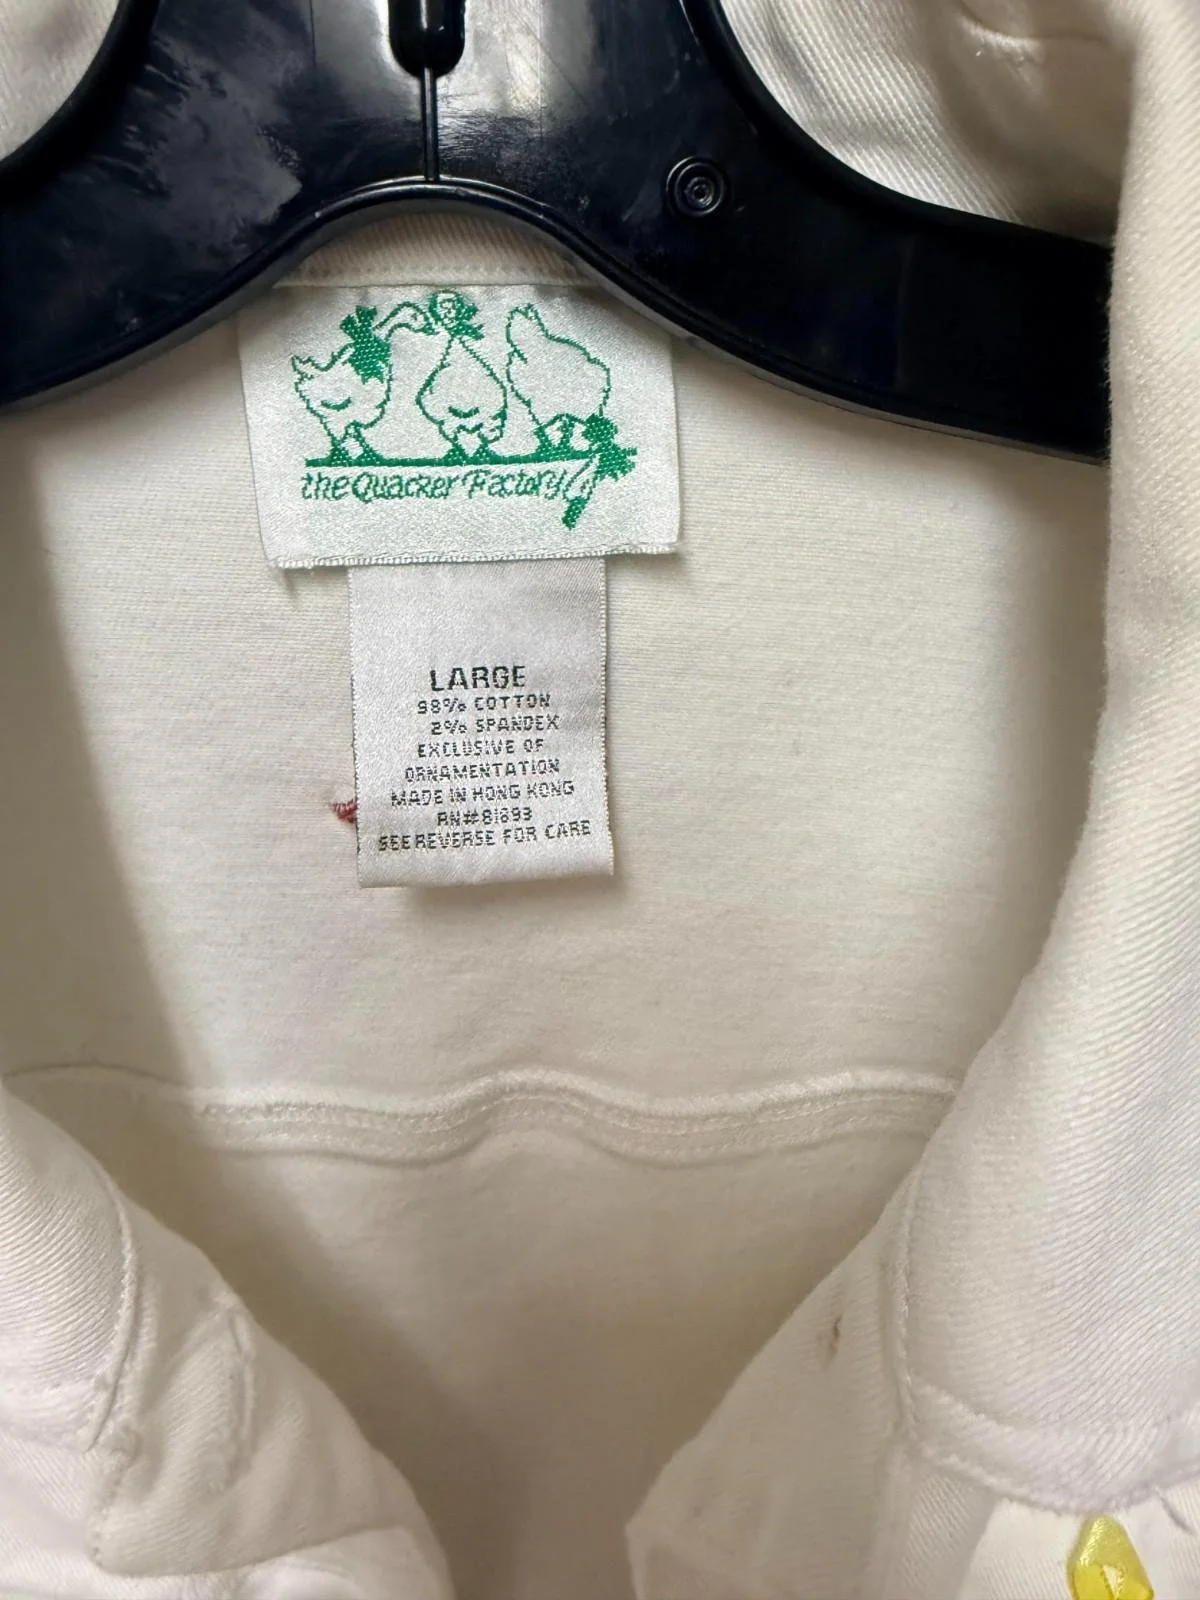 the Quacker Factory
LARGE
98% COTTON
2% SPANDEX
EXCLUSIVE OF
ORNAMENTATION
MADE IN HONG KONG
RN#81893
SEE REVERSE FOR CARE